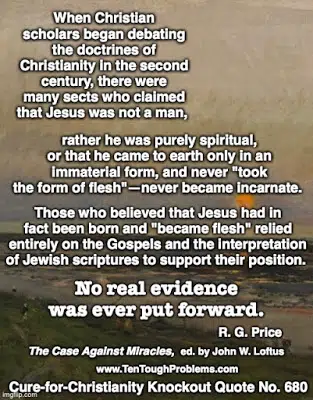 When Christian
scholars began debating
the doctrines of
Christianity in the second
century, there were
many sects who claimed
that Jesus was not a man,
rather he was purely spiritual,
or that he came to earth only in an
immaterial form, and never "took
the form of flesh"—never became incarnate.
Those who believed that Jesus had in
fact been born and "became flesh" relied
entirely on the Gospels and the interpretation
of Jewish scriptures to support their position.
No real evidence
was ever put forward.
R. G. Price
The Case Against Miracles, ed. by John W. Loftus
www.TenToughProblems.com
Cure-for-Christianity Knockout Quote No. 680
imgflip.com